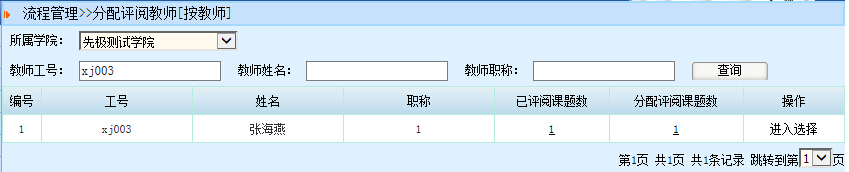 流程管理>>分配评阅教师[按教师]
所属学院： 先极测试学院
教师工号： xj003 教师姓名： 教师职称： 查询
编号 工号 姓名 职称 已评阅课题数 分配评阅课题数 操作
1 xj003 张海燕 1 1 1 进入选择
第1页 共1页 共1条记录 跳转到第1页